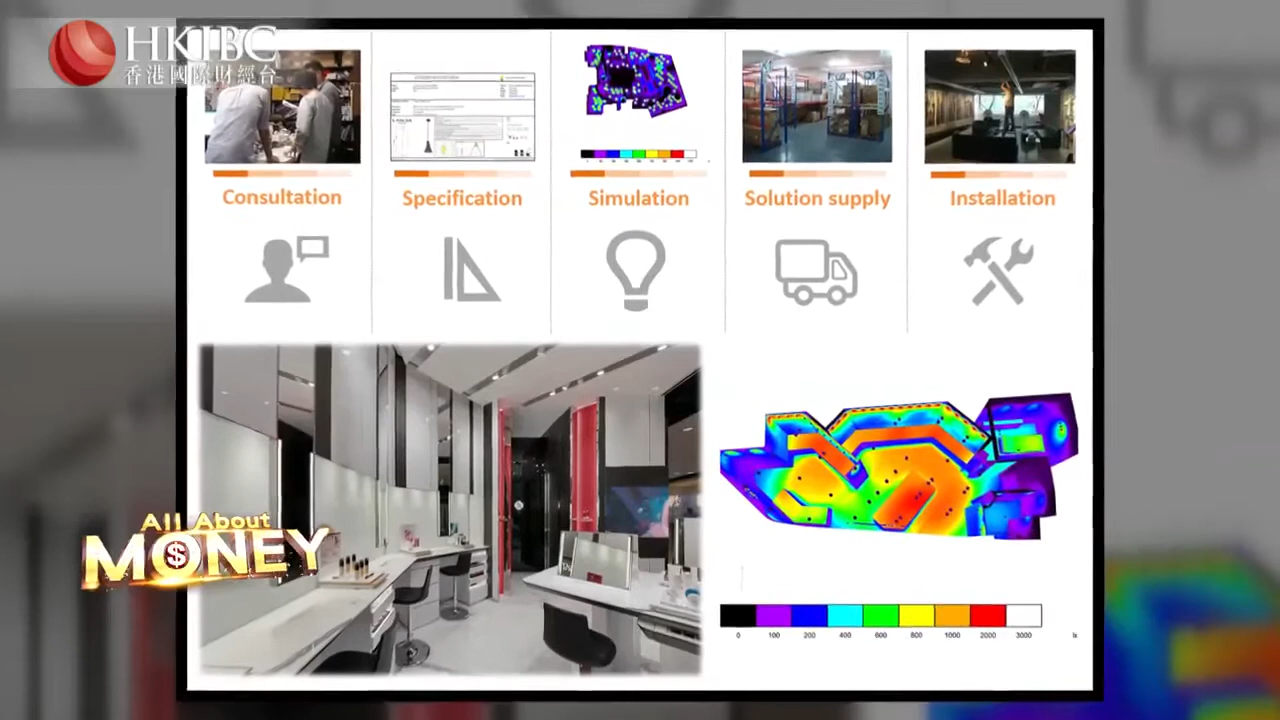 HKIBC
香港國際財經台
Consultation
Specification
Simulation
Solution supply
Installation
All About
MONEY
0 100 200 400 600 800 1000 2000 3000 lx